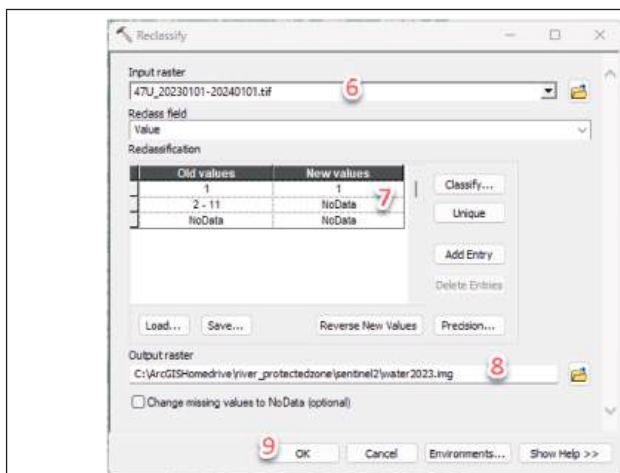 Reclassify
Input raster
47U_20230101-20240101.tif 6
Reclass field
Value
Reclassification
Old values New values
1 1
2 - 11 NoData
NoData NoData
7
Classify...
Unique
Add Entry
Delete Entries
Load... Save... Reverse New Values Precision...
Output raster
C:\ArcGISHomedrive\river_protectedzone\sentinel2\water2023.img 8
Change missing values to NoData (optional)
9 OK Cancel Environments... Show Help >>